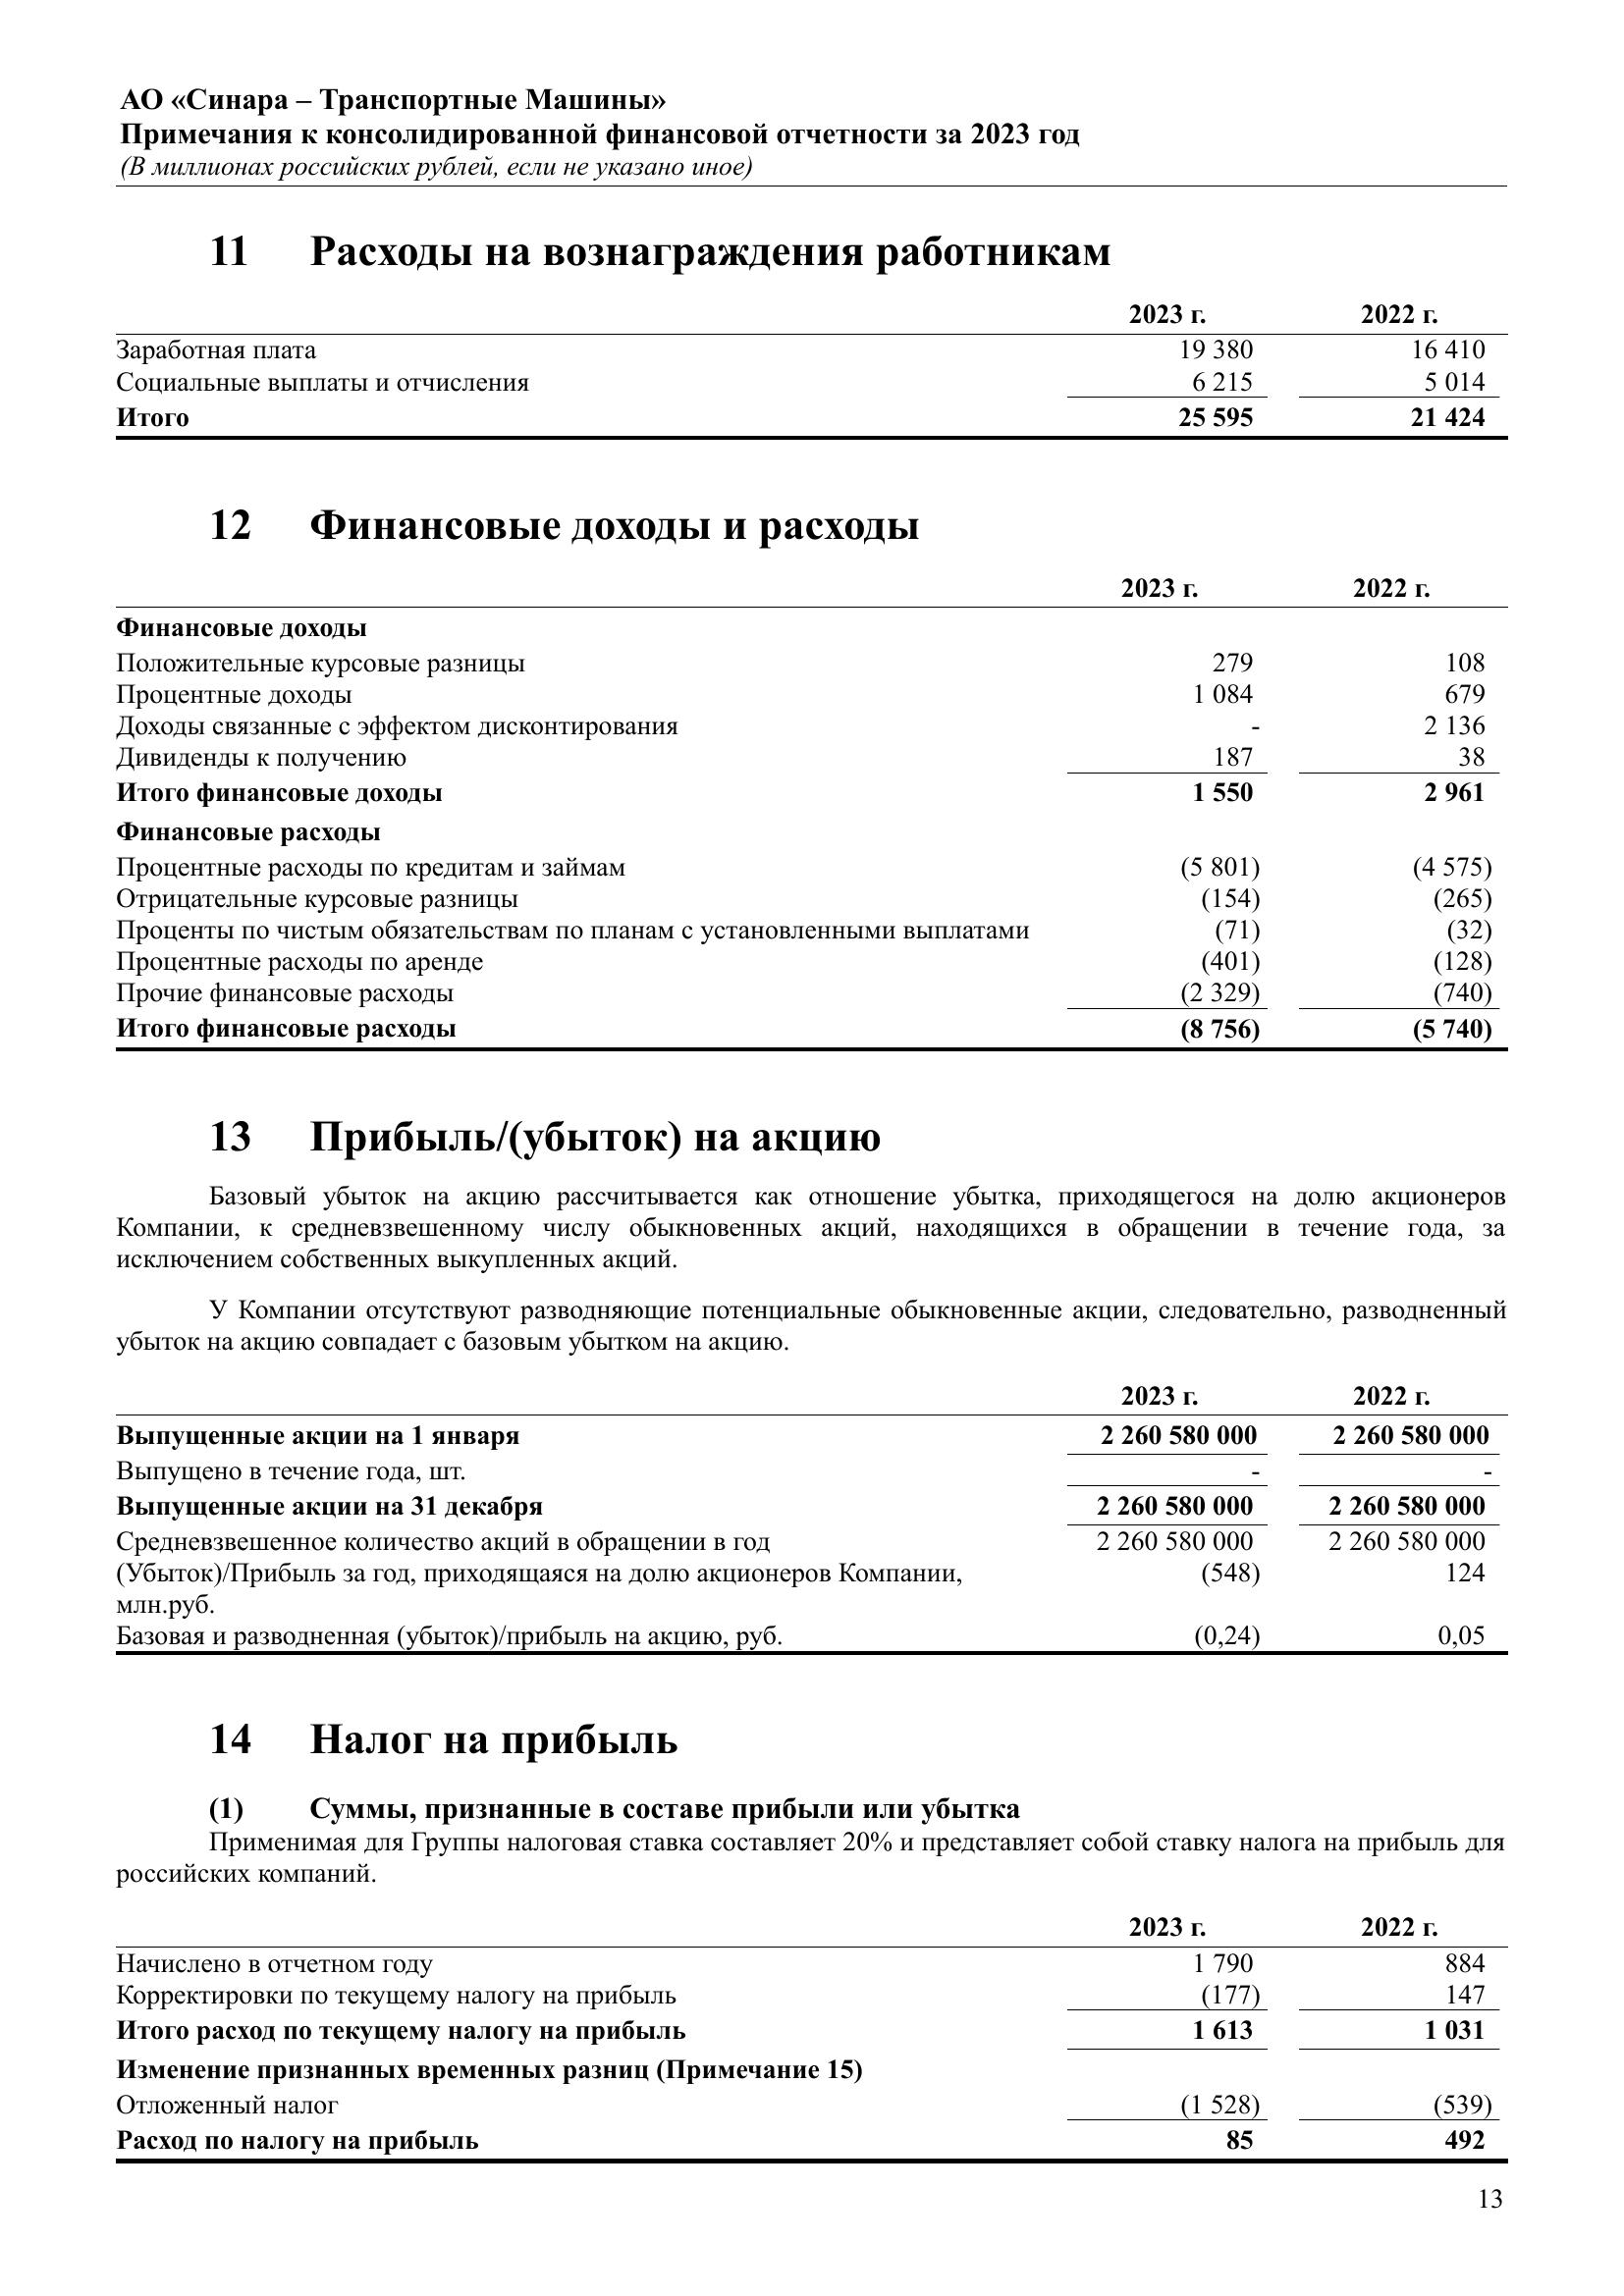 АО «Синара – Транспортные Машины»
Примечания к консолидированной финансовой отчетности за 2023 год
(В миллионах российских рублей, если не указано иное)
11 Расходы на вознаграждения работникам
2023 г. 2022 г.
Заработная плата 19 380 16 410
Социальные выплаты и отчисления 6 215 5 014
Итого 25 595 21 424
12 Финансовые доходы и расходы
2023 г. 2022 г.
Финансовые доходы
Положительные курсовые разницы 279 108
Процентные доходы 1 084 679
Доходы связанные с эффектом дисконтирования - 2 136
Дивиденды к получению 187 38
Итого финансовые доходы 1 550 2 961
Финансовые расходы
Процентные расходы по кредитам и займам (5 801) (4 575)
Отрицательные курсовые разницы (154) (265)
Проценты по чистым обязательствам по планам с установленными выплатами (71) (32)
Процентные расходы по аренде (401) (128)
Прочие финансовые расходы (2 329) (740)
Итого финансовые расходы (8 756) (5 740)
13 Прибыль/(убыток) на акцию
Базовый убыток на акцию рассчитывается как отношение убытка, приходящегося на долю акционеров
Компании, к средневзвешенному числу обыкновенных акций, находящихся в обращении в течение года, за
исключением собственных выкупленных акций.
У Компании отсутствуют разводняющие потенциальные обыкновенные акции, следовательно, разводненный
убыток на акцию совпадает с базовым убытком на акцию.
2023 г. 2022 г.
Выпущенные акции на 1 января 2 260 580 000 2 260 580 000
Выпущено в течение года, шт. - -
Выпущенные акции на 31 декабря 2 260 580 000 2 260 580 000
Средневзвешенное количество акций в обращении в год 2 260 580 000 2 260 580 000
(Убыток)/Прибыль за год, приходящаяся на долю акционеров Компании, (548) 124
млн.руб.
Базовая и разводненная (убыток)/прибыль на акцию, руб. (0,24) 0,05
14 Налог на прибыль
(1) Суммы, признанные в составе прибыли или убытка
Применимая для Группы налоговая ставка составляет 20% и представляет собой ставку налога на прибыль для
российских компаний.
2023 г. 2022 г.
Начислено в отчетном году 1 790 884
Корректировки по текущему налогу на прибыль (177) 147
Итого расход по текущему налогу на прибыль 1 613 1 031
Изменение признанных временных разниц (Примечание 15)
Отложенный налог (1 528) (539)
Расход по налогу на прибыль 85 492
13